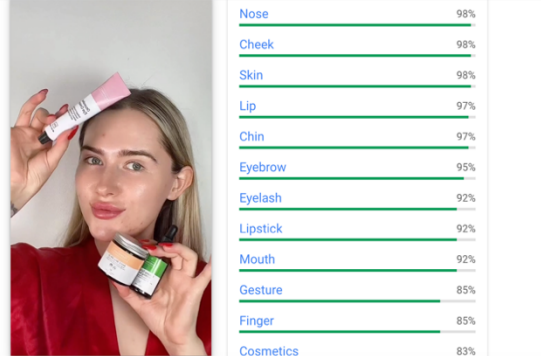 Nose 98%
Cheek 98%
Skin 98%
Lip 97%
Chin 97%
Eyebrow 95%
Eyelash 92%
Lipstick 92%
Mouth 92%
Gesture 85%
Finger 85%
Cosmetics 83%